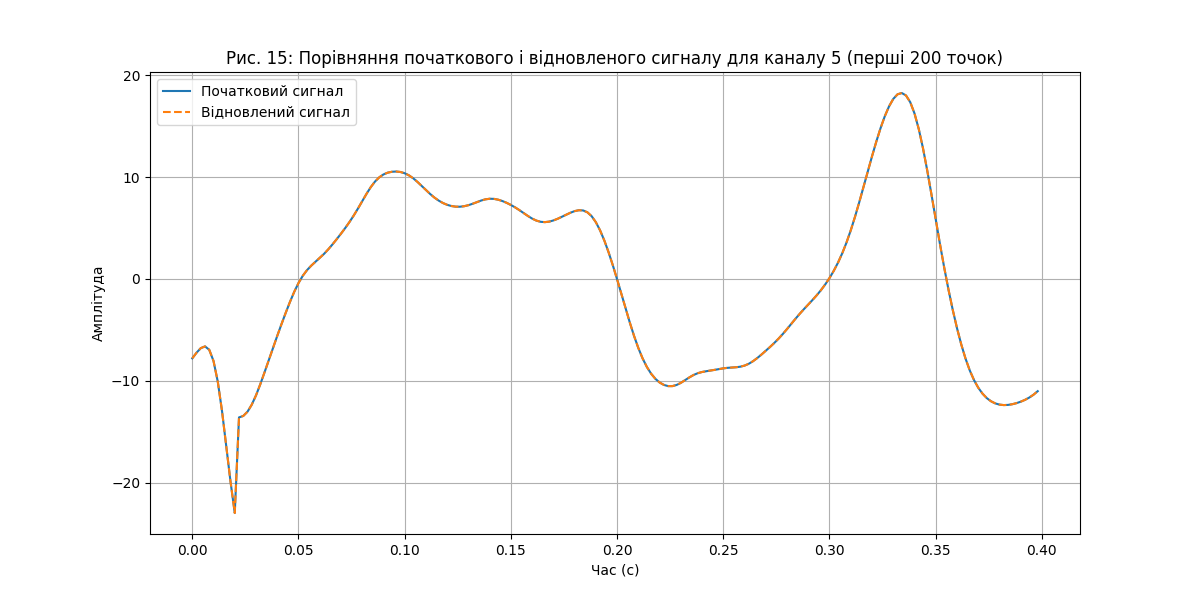 Рис. 15: Порівняння початкового і відновленого сигналу для каналу 5 (перші 200 точок)
Початковий сигнал
Відновлений сигнал
Амплітуда
20
10
0
−10
−20
0.00 0.05 0.10 0.15 0.20 0.25 0.30 0.35 0.40
Час (с)